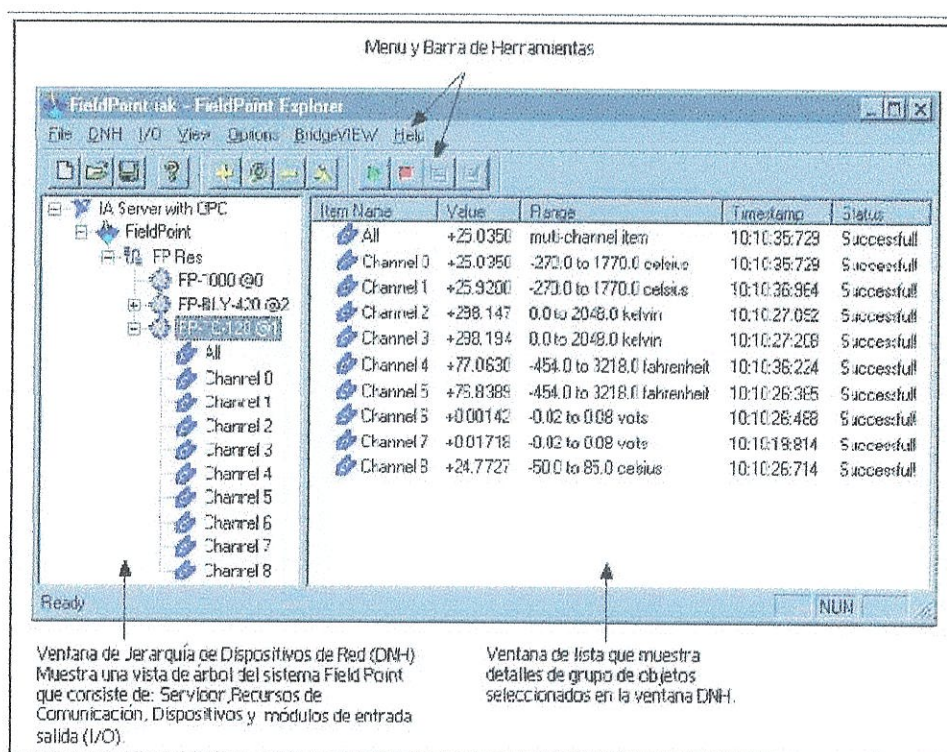 Menu y Barra de Herramientas
FieldPoint.iak - FieldPoint Explorer
File DNH I/O View Options BridgeVIEW Help
IA Server with OPC
FieldPoint
FP Res
FP-1000 @0
FP-RLY-420 @2
FP-TC-120 @1
All
Channel 0
Channel 1
Channel 2
Channel 3
Channel 4
Channel 5
Channel 6
Channel 7
Channel 8
Item Name Value Range Timestamp Status
All +25.0350 muti-channel item 10:10:35:729 Successfull
Channel 0 +25.0350 -270.0 to 1770.0 celsius 10:10:35:729 Successfull
Channel 1 +25.9200 -270.0 to 1770.0 celsius 10:10:36:964 Successfull
Channel 2 +298.147 0.0 to 2048.0 kelvin 10:10:27:092 Successfull
Channel 3 +298.194 0.0 to 2048.0 kelvin 10:10:27:208 Successfull
Channel 4 +77.0630 -454.0 to 3218.0 fahrenheit 10:10:36:224 Successfull
Channel 5 +76.8389 -454.0 to 3218.0 fahrenheit 10:10:26:365 Successfull
Channel 6 +0.00142 -0.02 to 0.08 vots 10:10:26:488 Successfull
Channel 7 +0.01718 -0.02 to 0.08 vots 10:10:19:814 Successfull
Channel 8 +24.7727 -50.0 to 85.0 celsius 10:10:26:714 Successfull
Ready NUM
Ventana de Jerarquía de Dispositivos de Red (DNH)
Muestra una vista de árbol del sistema Field Point
que consiste de: Servidor,Recursos de
Comunicación, Dispositivos y módulos de entrada
salida (I/O).
Ventana de lista que muestra
detalles de grupo de objetos
seleccionados en la ventana DNH.